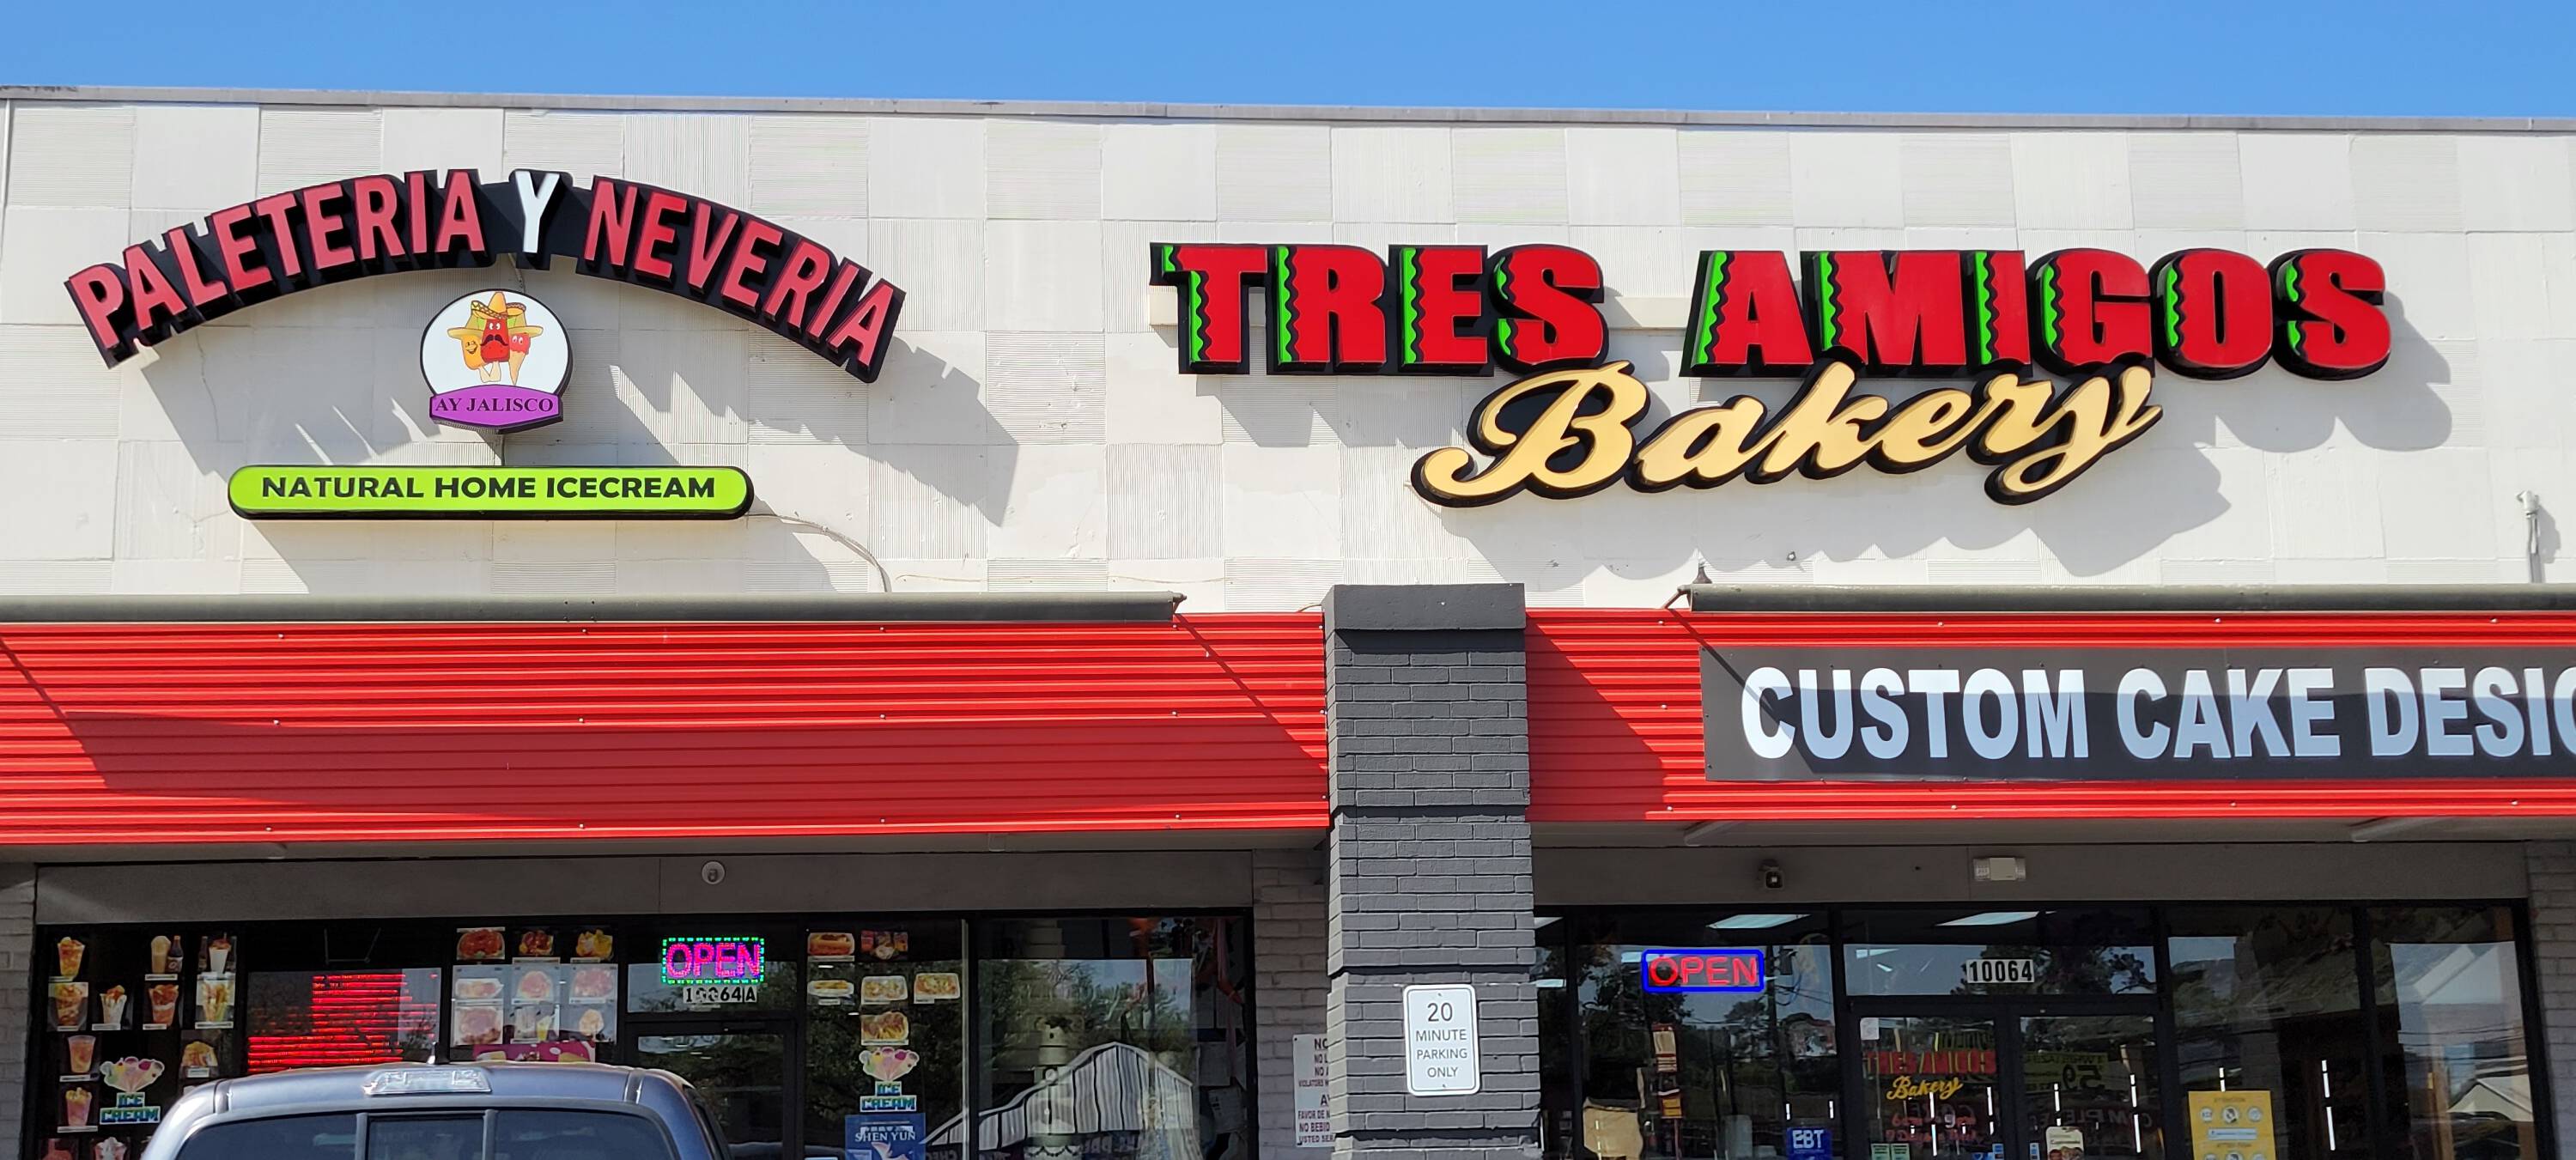 PALETERIA Y NEVERIA
AY JALISCO
NATURAL HOME ICECREAM
TRES AMIGOS
Bakery
CUSTOM CAKE DESIG
OPEN
10064A
ICE
CREAM
ICE
CREAM
SHEN YUN
20
MINUTE
PARKING
ONLY
OPEN
10064
TRES AMIGOS
Bakery
EBT